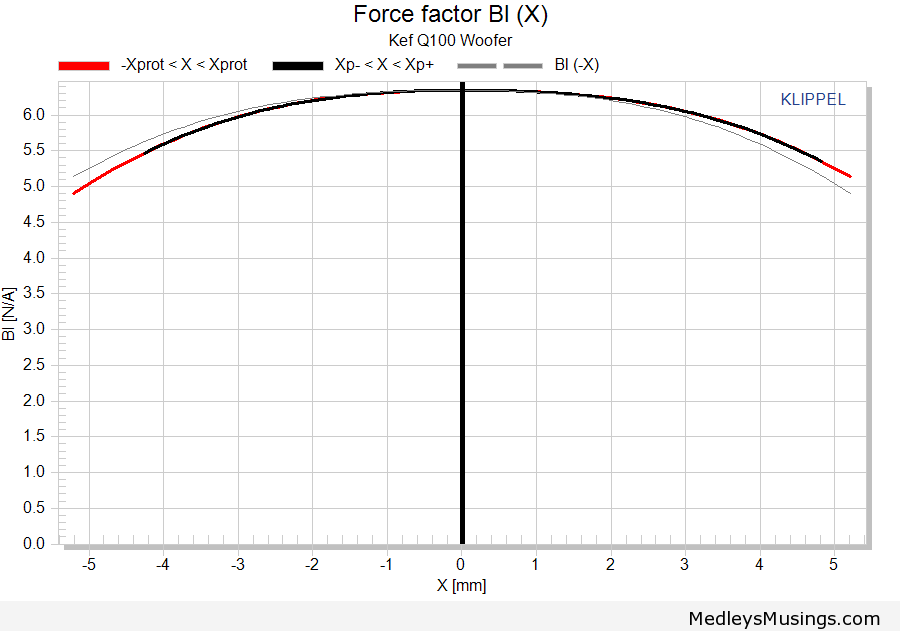 Force factor Bl (X)
Kef Q100 Woofer
-Xprot < X < Xprot Xp- < X < Xp+ Bl (-X)
KLIPPEL
6.0
5.5
5.0
4.5
4.0
3.5
3.0
2.5
2.0
1.5
1.0
0.5
0.0
Bl [N/A]
-5 -4 -3 -2 -1 0 1 2 3 4 5
X [mm]
MedleysMusings.com